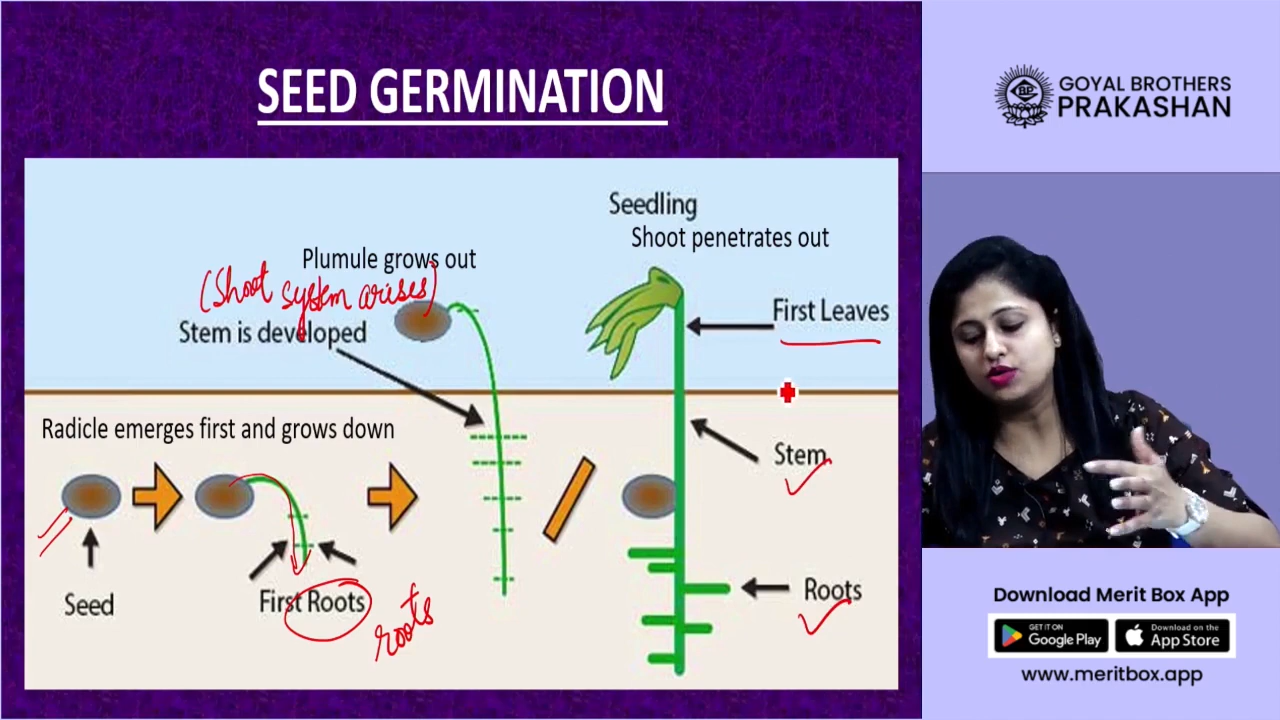 SEED GERMINATION
GOYAL BROTHERS
PRAKASHAN
BP
Seedling
Shoot penetrates out
Plumule grows out
(Shoot system arises)
Stem is developed
First Leaves
Radicle emerges first and grows down
Stem
Seed
First Roots
roots
Roots
Download Merit Box App
GET IT ON
Google Play
Download on the
App Store
www.meritbox.app